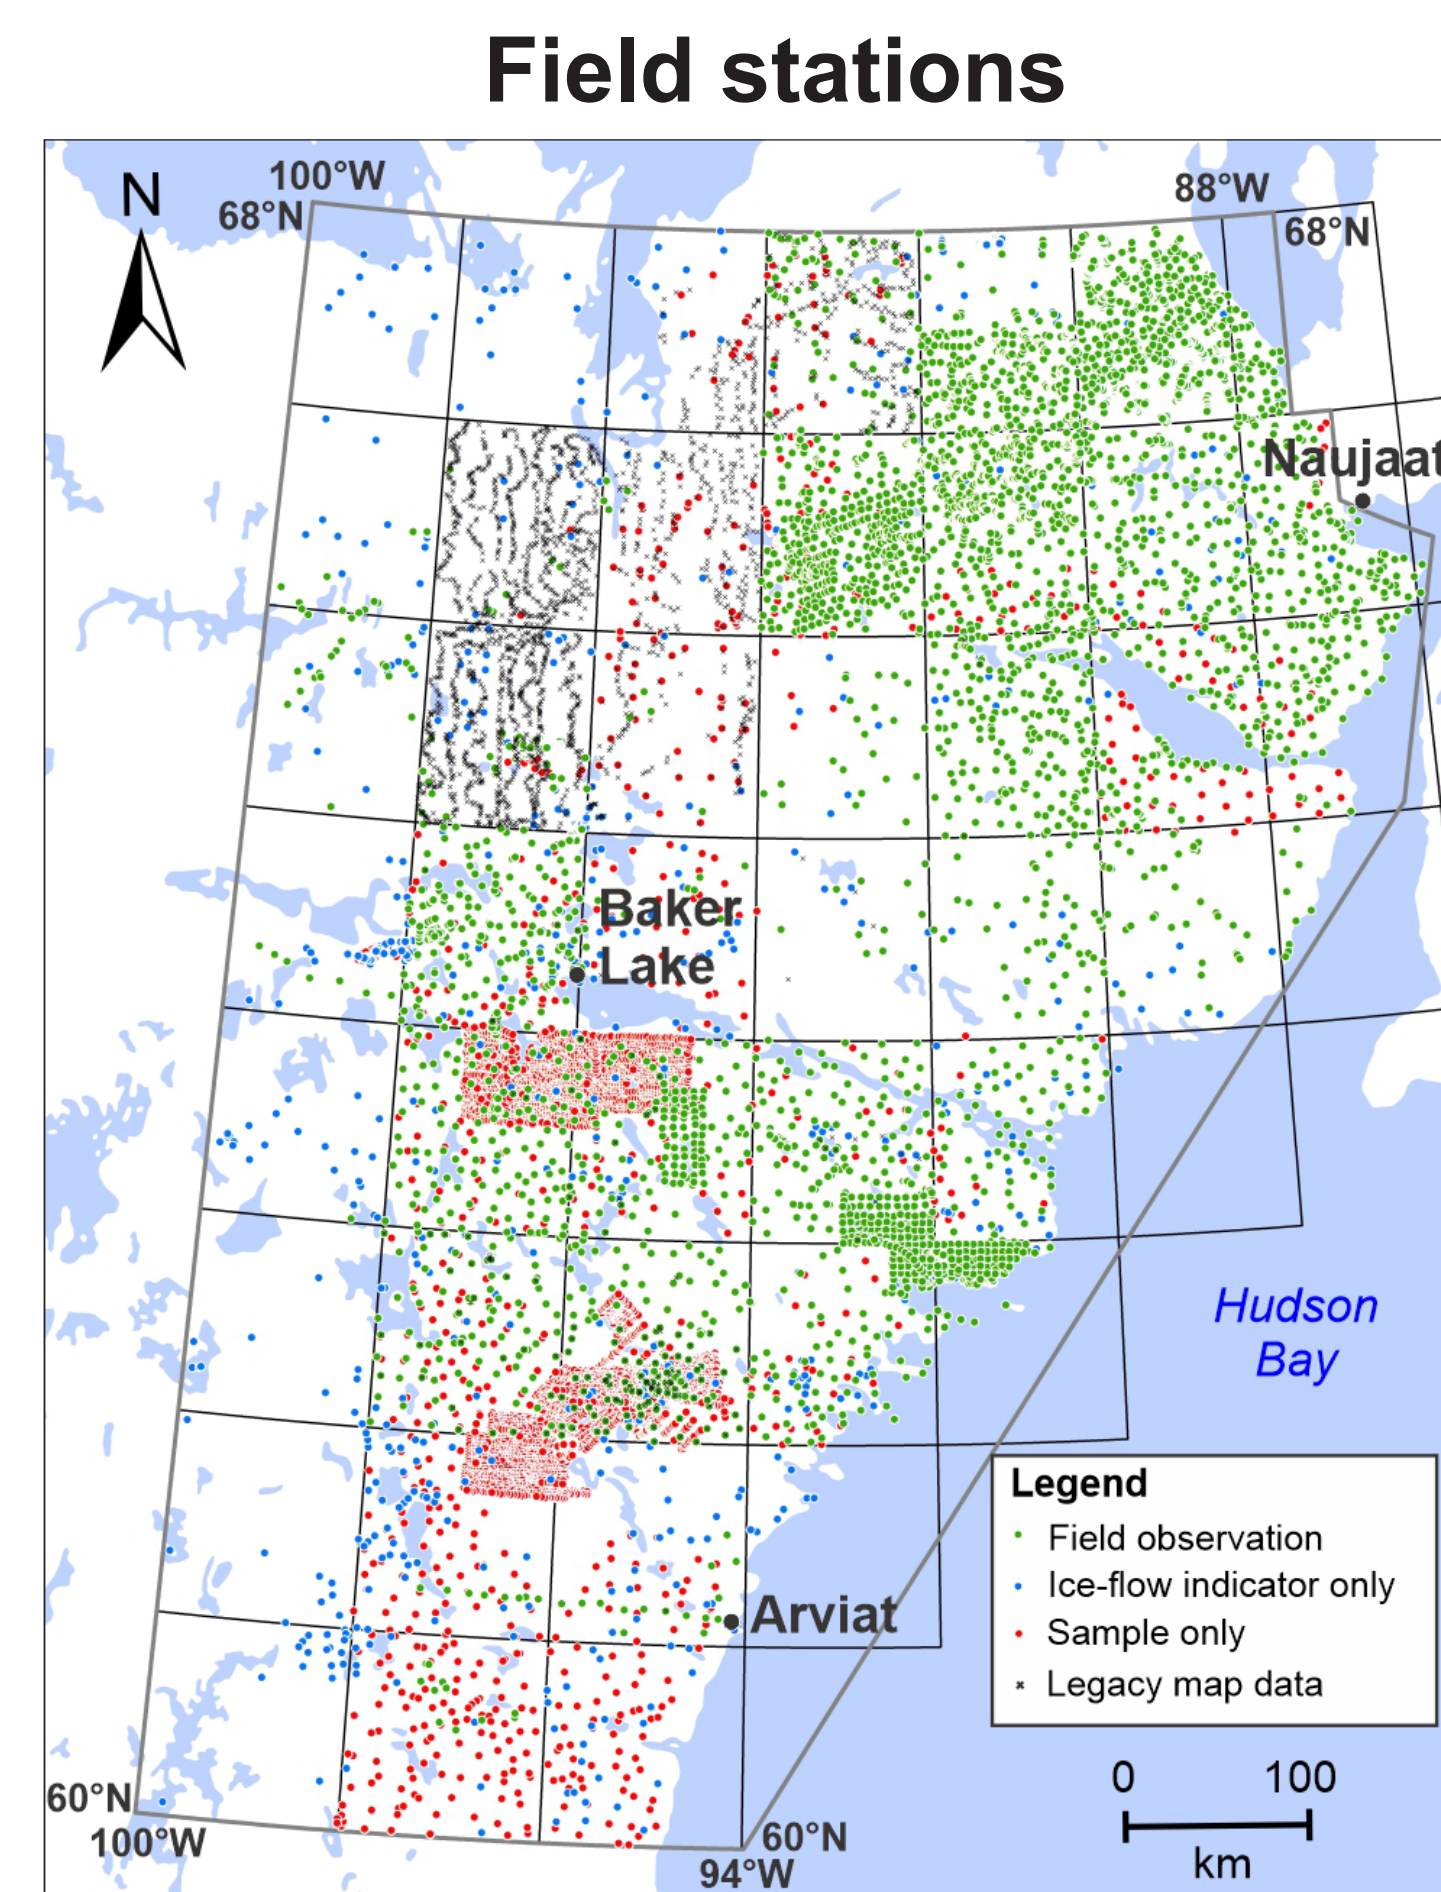 Field stations
N
100°W
68°N
88°W
68°N
Naujaat
Baker
Lake
Hudson
Bay
Legend
Field observation
Ice-flow indicator only
Sample only
Legacy map data
Arviat
0 100
km
60°N
100°W
60°N
94°W